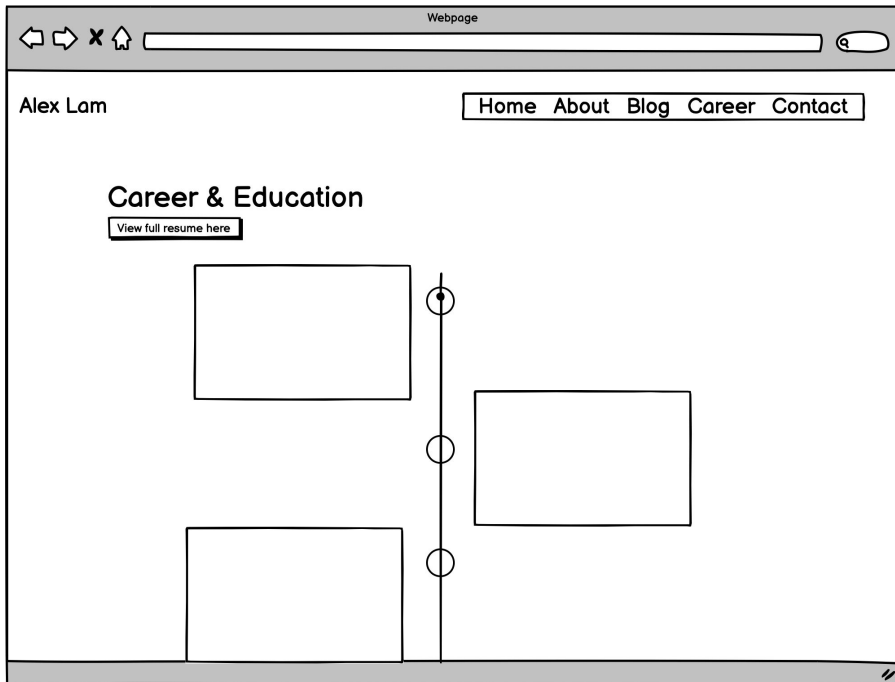 Webpage
Alex Lam
Home About Blog Career Contact
Career & Education
View full resume here